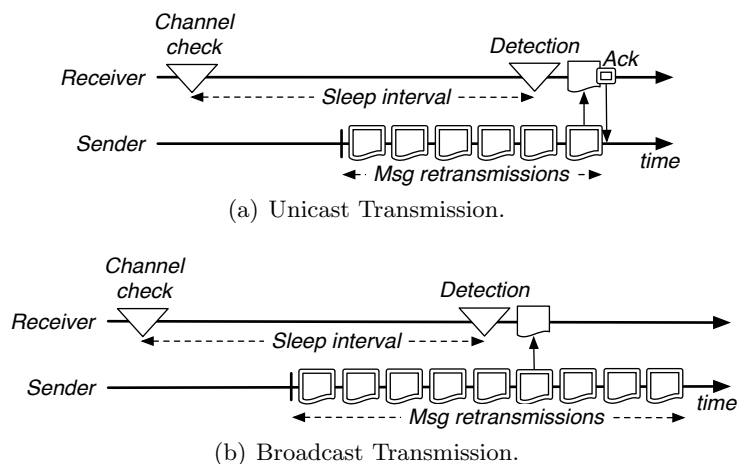 Channel
check
Detection
Ack
Receiver
Sleep interval
Sender
time
Msg retransmissions
(a) Unicast Transmission.
Channel
check
Detection
Receiver
Sleep interval
Sender
time
Msg retransmissions
(b) Broadcast Transmission.